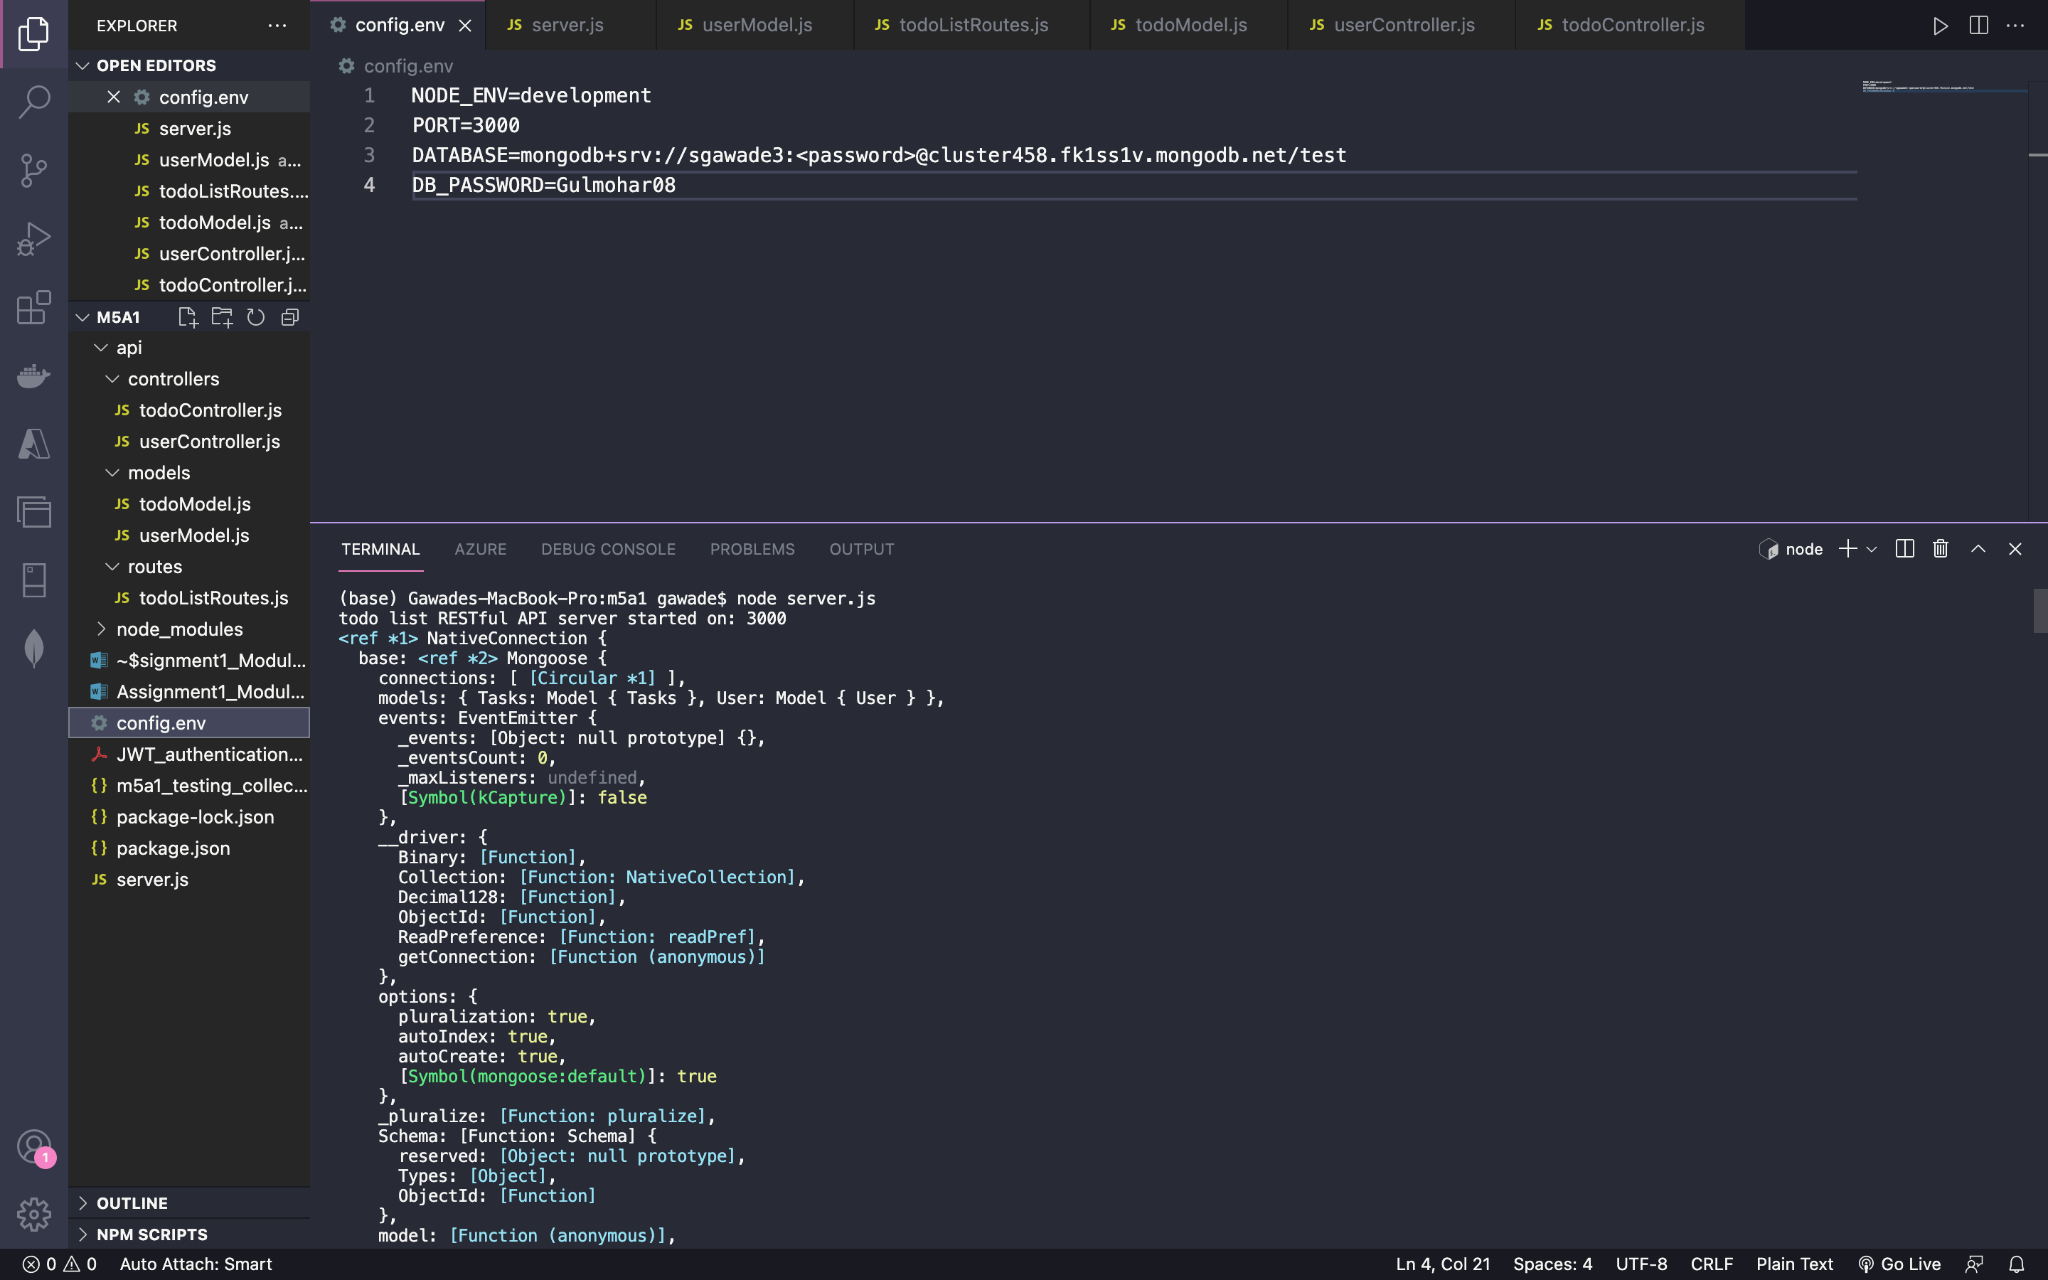 EXPLORER
config.env
server.js
userModel.js
todoListRoutes.js
todoModel.js
userController.js
todoController.js
OPEN EDITORS
config.env
server.js
userModel.js a...
todoListRoutes....
todoModel.js a...
userController.j...
todoController.j...
M5A1
api
controllers
todoController.js
userController.js
models
todoModel.js
userModel.js
routes
todoListRoutes.js
node_modules
~$signment1_Modul...
Assignment1_Modul...
config.env
JWT_authentication...
m5a1_testing_collec...
package-lock.json
package.json
server.js
OUTLINE
NPM SCRIPTS
config.env
1 NODE_ENV=development
2 PORT=3000
3 DATABASE=mongodb+srv://sgawade3:<password>@cluster458.fk1ss1v.mongodb.net/test
4 DB_PASSWORD=Gulmohar08
TERMINAL AZURE DEBUG CONSOLE PROBLEMS OUTPUT
node
(base) Gawades-MacBook-Pro:m5a1 gawade$ node server.js
todo list RESTful API server started on: 3000
<ref *1> NativeConnection {
base: <ref *2> Mongoose {
connections: [ [Circular *1] ],
models: { Tasks: Model { Tasks }, User: Model { User } },
events: EventEmitter {
_events: [Object: null prototype] {},
_eventsCount: 0,
_maxListeners: undefined,
[Symbol(kCapture)]: false
},
__driver: {
Binary: [Function],
Collection: [Function: NativeCollection],
Decimal128: [Function],
ObjectId: [Function],
ReadPreference: [Function: readPref],
getConnection: [Function (anonymous)]
},
options: {
pluralization: true,
autoIndex: true,
autoCreate: true,
[Symbol(mongoose:default)]: true
},
_pluralize: [Function: pluralize],
Schema: [Function: Schema] {
reserved: [Object: null prototype],
Types: [Object],
ObjectId: [Function]
},
model: [Function (anonymous)],
1
0 0 Auto Attach: Smart
Ln 4, Col 21 Spaces: 4 UTF-8 CRLF Plain Text Go Live